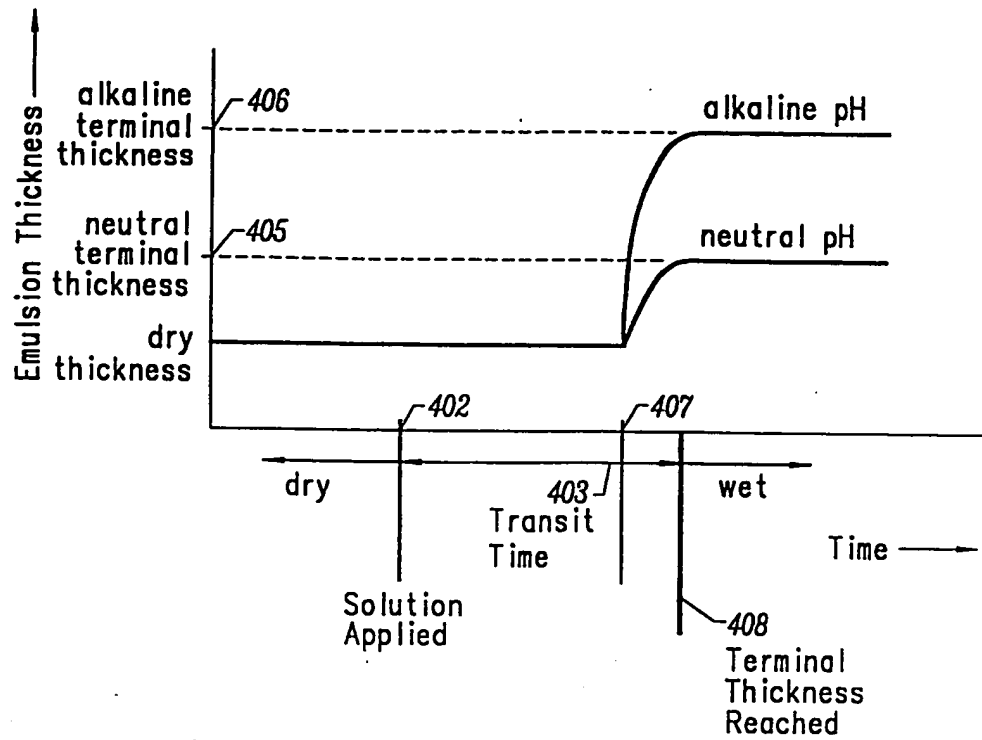 Emulsion Thickness
alkaline
terminal
thickness
406
alkaline pH
neutral
terminal
thickness
405
neutral pH
dry
thickness
402
407
dry
403
wet
Transit
Time
Time
Solution
Applied
408
Terminal
Thickness
Reached